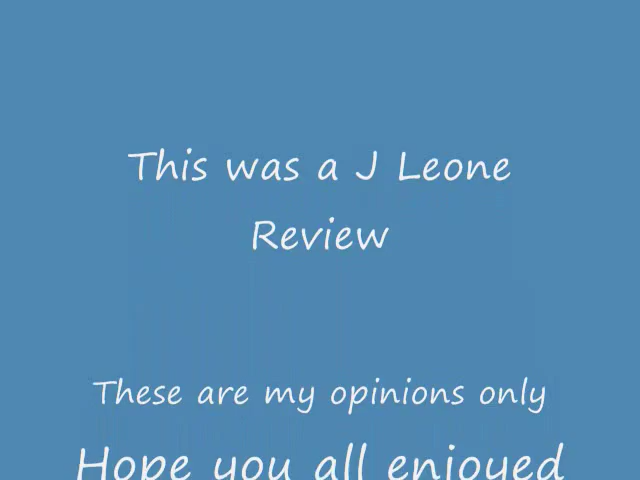 This was a J Leone
Review
These are my opinions only
Hope you all enjoyed